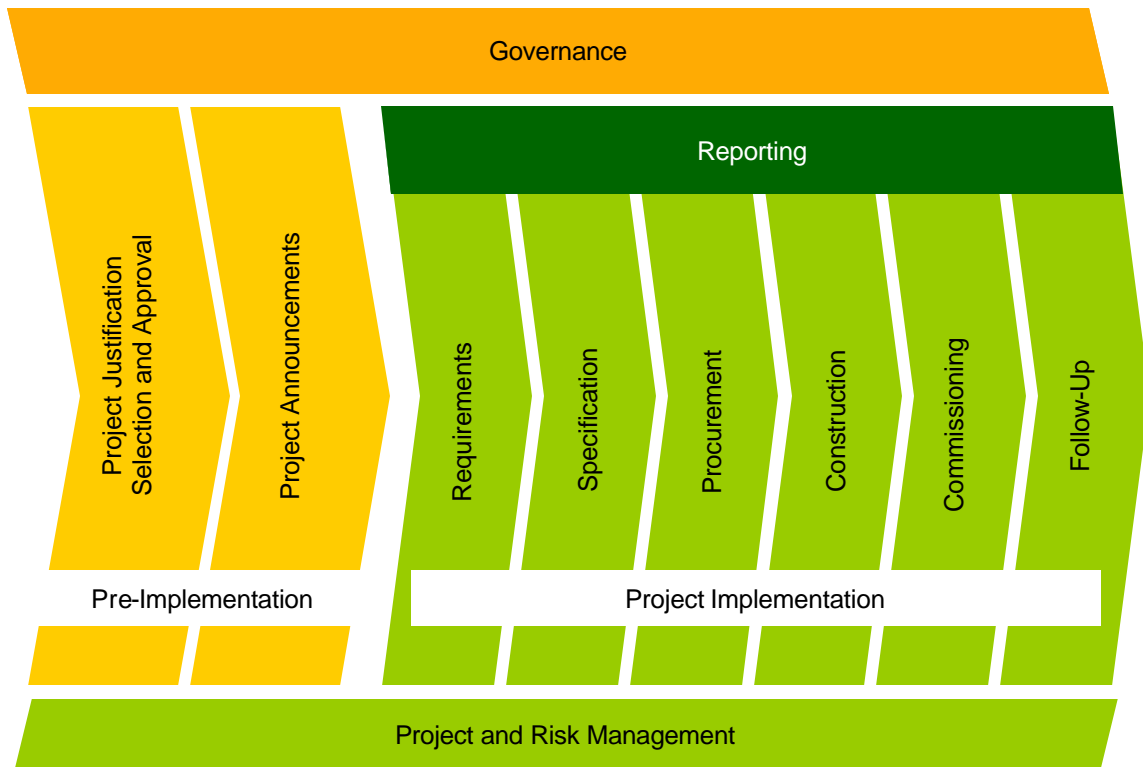 Governance
Reporting
Project Justification
Selection and Approval
Project Announcements
Requirements
Specification
Procurement
Construction
Commissioning
Follow-Up
Pre-Implementation
Project Implementation
Project and Risk Management